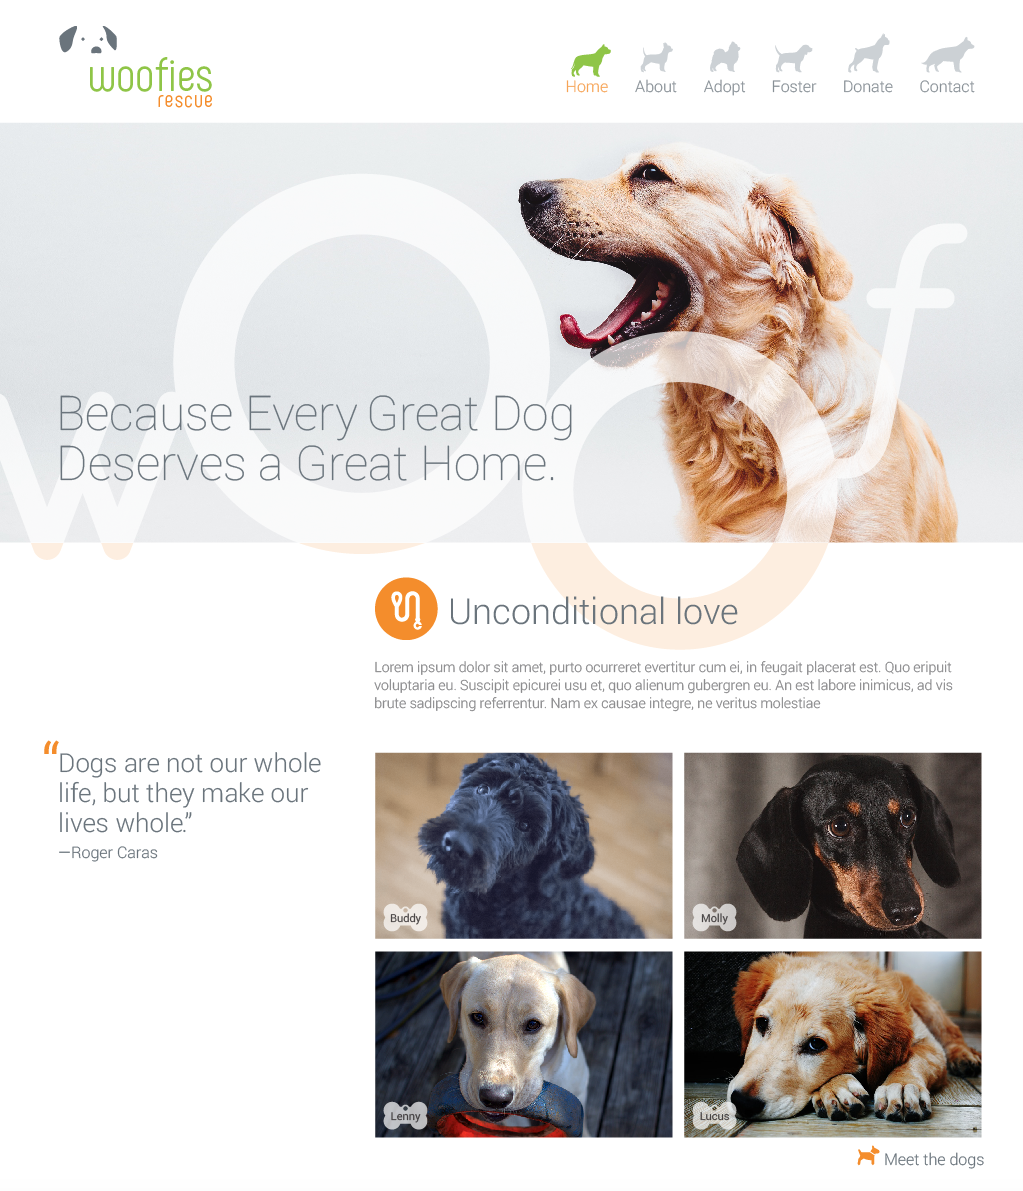 woofies
rescue
Home
About
Adopt
Foster
Donate
Contact
woof
Because Every Great Dog
Deserves a Great Home.
Unconditional love
Lorem ipsum dolor sit amet, purto ocurreret evertitur cum ei, in feugait placerat est. Quo eripuit
voluptaria eu. Suscipit epicurei usu et, quo alienum gubergren eu. An est labore inimicus, ad vis
brute sadipscing referrentur. Nam ex causae integre, ne veritus molestiae
“Dogs are not our whole
life, but they make our
lives whole.”
—Roger Caras
Buddy
Molly
Lenny
Lucus
Meet the dogs